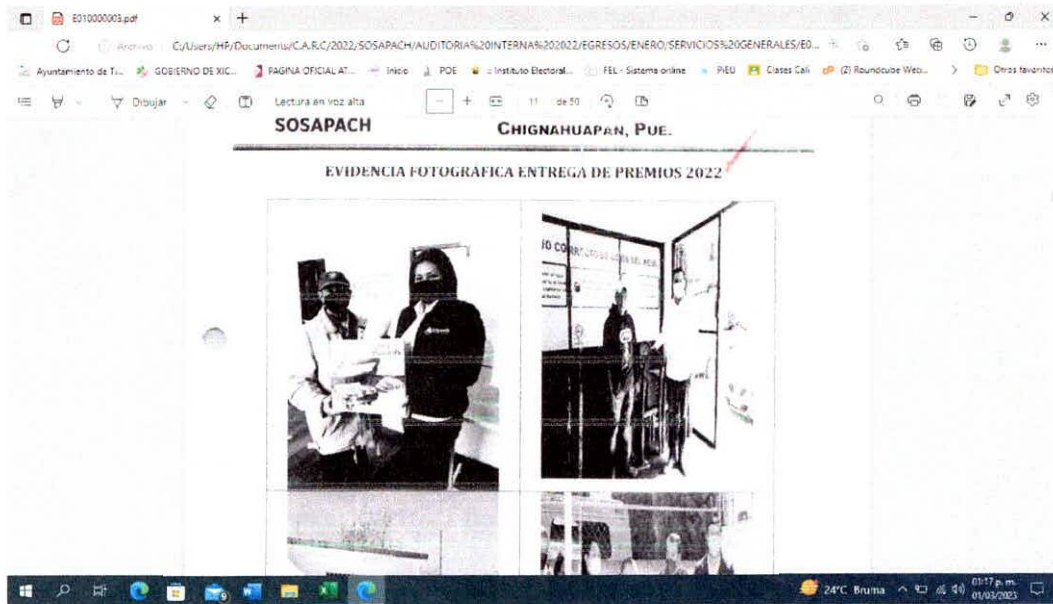 E010000003.pdf
Archivo C:/Users/HP/Documents/C.A.R.C/2022/SOSAPACH/AUDITORIA%20INTERNA%202022/EGRESOS/ENERO/SERVICIOS%20GENERALES/E0...
Ayuntamiento de T... GOBIERNO DE XIC... PAGINA OFICIAL AT... Inicio POE :: Instituto Electoral... FEL - Sistema online PrEU Clases Cali (2) Roundcube Web... Otros favoritos
Dibujar Lectura en voz alta 11 de 50
SOSAPACH CHIGNAHUAPAN, PUE.
EVIDENCIA FOTOGRÁFICA ENTREGA DE PREMIOS 2022
24°C Bruma 03:17 p. m.
01/03/2023